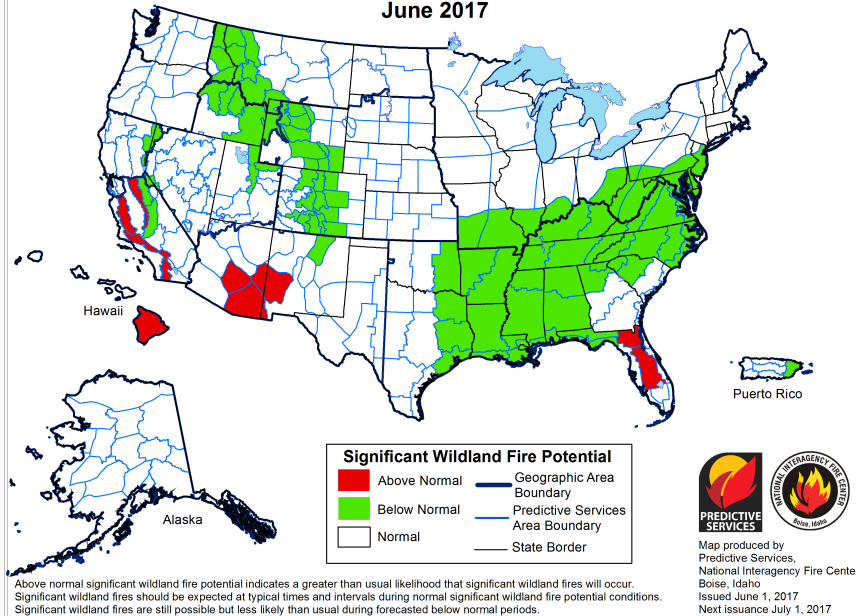 June 2017
Hawaii
Puerto Rico
Alaska
Significant Wildland Fire Potential
Above Normal
Below Normal
Normal
Geographic Area
Boundary
Predictive Services
Area Boundary
State Border
PREDICTIVE
SERVICES
NATIONAL INTERAGENCY FIRE CENTER
Boise, Idaho
Map produced by
Predictive Services,
National Interagency Fire Cente
Boise, Idaho
Issued June 1, 2017
Next issuance July 1, 2017
Above normal significant wildland fire potential indicates a greater than usual likelihood that significant wildland fires will occur.
Significant wildland fires should be expected at typical times and intervals during normal significant wildland fire potential conditions.
Significant wildland fires are still possible but less likely than usual during forecasted below normal periods.